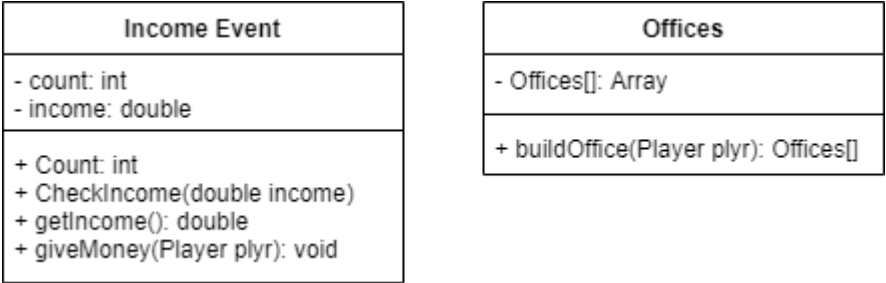 Income Event
- count: int
- income: double
+ Count: int
+ CheckIncome(double income)
+ getIncome(): double
+ giveMoney(Player plyr): void
Offices
- Offices[]: Array
+ buildOffice(Player plyr): Offices[]